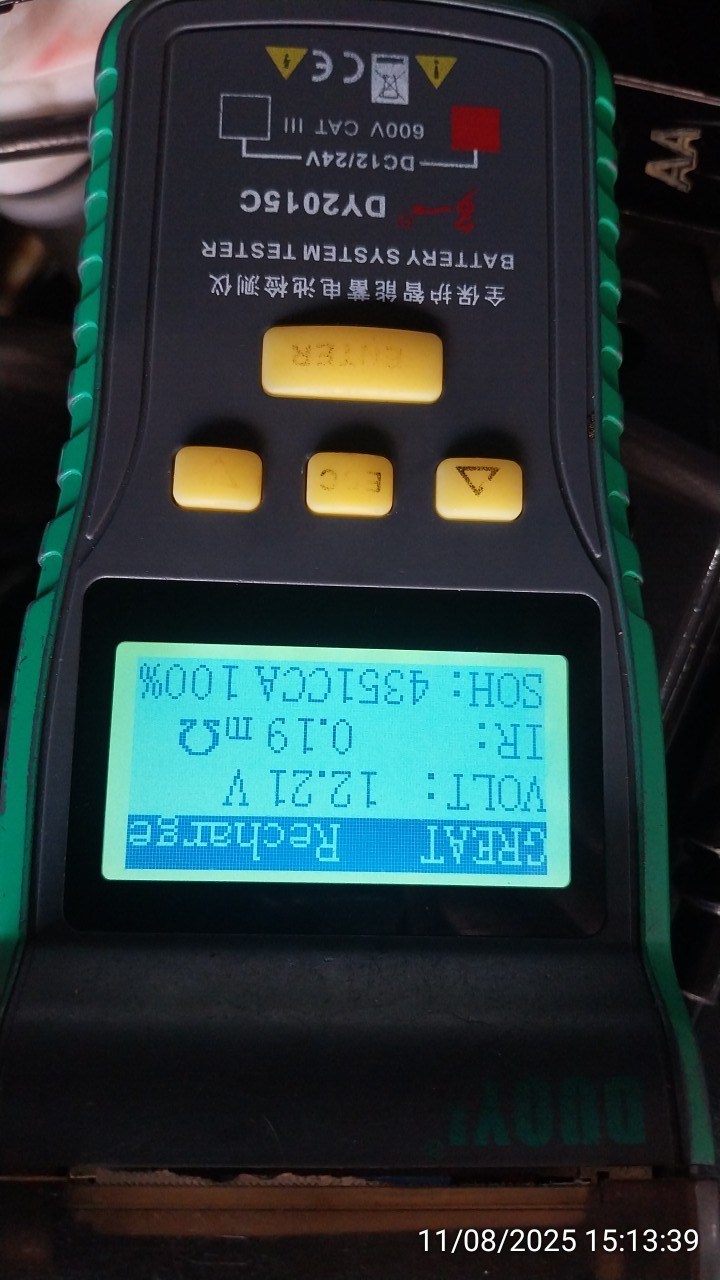 DUOYI
GREAT Recharge
VOLT: 12.21 V
IR: 0.19 mΩ
SOH: 4351CCA 100%
ESC
ENTER
全保护智能蓄电池检测仪
BATTERY SYSTEM TESTER
DY2015C
DC12/24V
600V CAT III
CE
AA
11/08/2025 15:13:39